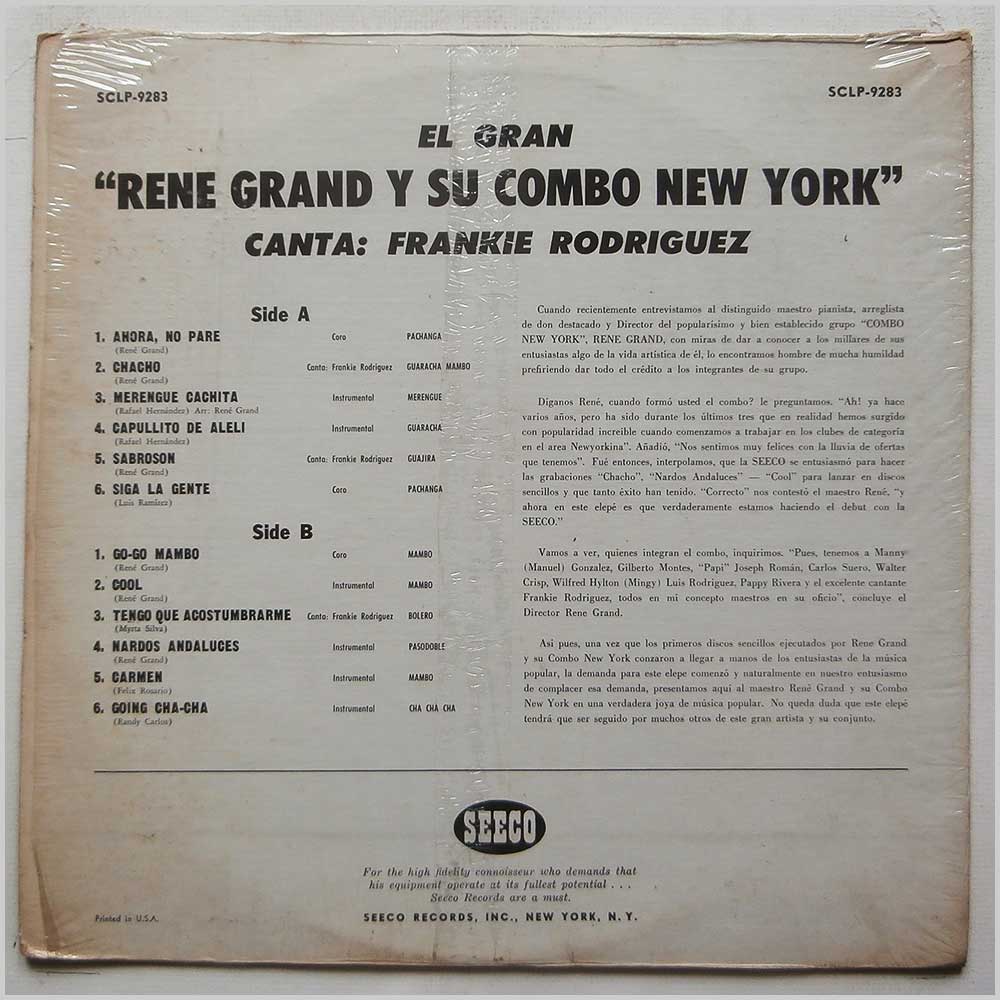 SCLP-9283
SCLP-9283
EL GRAN
“RENE GRAND Y SU COMBO NEW YORK”
CANTA: FRANKIE RODRIGUEZ
Side A
1. AHORA, NO PARE Coro PACHANGA
(René Grand)
2. CHACHO Canta: Frankie Rodriguez GUARACHA MAMBO
(René Grand)
3. MERENGUE CACHITA Instrumental MERENGUE
(Rafael Hernández) Arr: René Grand
4. CAPULLITO DE ALELI Instrumental GUARACHA
(Rafael Hernández)
5. SABROSON Canta: Frankie Rodriguez GUAJIRA
(René Grand)
6. SIGA LA GENTE Coro PACHANGA
(Luis Ramírez)
Side B
1. GO-GO MAMBO Coro MAMBO
(René Grand)
2. COOL Instrumental MAMBO
(René Grand)
3. TENGO QUE ACOSTUMBRARME Canta: Frankie Rodriguez BOLERO
(Myrta Silva)
4. NARDOS ANDALUCES Instrumental PASODOBLE
(René Grand)
5. CARMEN Instrumental MAMBO
(Felix Rosario)
6. GOING CHA-CHA Instrumental CHA CHA CHA
(Randy Carlos)
Cuando recientemente entrevistamos al distinguido maestro pianista, arreglista
de don destacado y Director del popularísimo y bien establecido grupo “COMBO
NEW YORK”, RENE GRAND, con miras de dar a conocer a los millares de sus
entusiastas algo de la vida artística de él, lo encontramos hombre de mucha humildad
prefiriendo dar todo el crédito a los integrantes de su grupo.
Díganos René, cuando formó usted el combo? le preguntamos. “Ah! ya hace
varios años, pero ha sido durante los últimos tres que en realidad hemos surgido
con popularidad increible cuando comenzamos a trabajar en los clubes de categoría
en el area Newyorkina”. Añadió, “Nos sentimos muy felices con la lluvia de ofertas
que tenemos”. Fué entonces, interpolamos, que la SEECO se entusiasmó para hacer
las grabaciones “Chacho”, “Nardos Andaluces” — “Cool” para lanzar en discos
sencillos y que tanto éxito han tenido. “Correcto” nos contestó el maestro René, “y
ahora en este elepé es que verdaderamente estamos haciendo el debut con la
SEECO.”
Vamos a ver, quienes integran el combo, inquirimos. “Pues, tenemos a Manny
(Manuel) Gonzalez, Gilberto Montes, “Papi” Joseph Román, Carlos Suero, Walter
Crisp, Wilfred Hylton (Mingy) Luis Rodriguez, Pappy Rivera y el excelente cantante
Frankie Rodriguez, todos en mi concepto maestros en su oficio”, concluye el
Director Rene Grand.
Asi pues, una vez que los primeros discos sencillos ejecutados por Rene Grand
y su Combo New York conzaron a llegar a manos de los entusiastas de la música
popular, la demanda para este elepe comenzó y naturalmente en nuestro entusiasmo
de complacer esa demanda, presentamos aquí al maestro René Grand y su Combo
New York en una verdadera joya de música popular. No queda duda que este elepé
tendrá que ser seguido por muchos otros de este gran artista y su conjunto.
SEECO
For the high fidelity connoisseur who demands that
his equipment operate at its fullest potential . . .
Seeco Records are a must.
Printed in U.S.A.
SEECO RECORDS, INC., NEW YORK, N. Y.